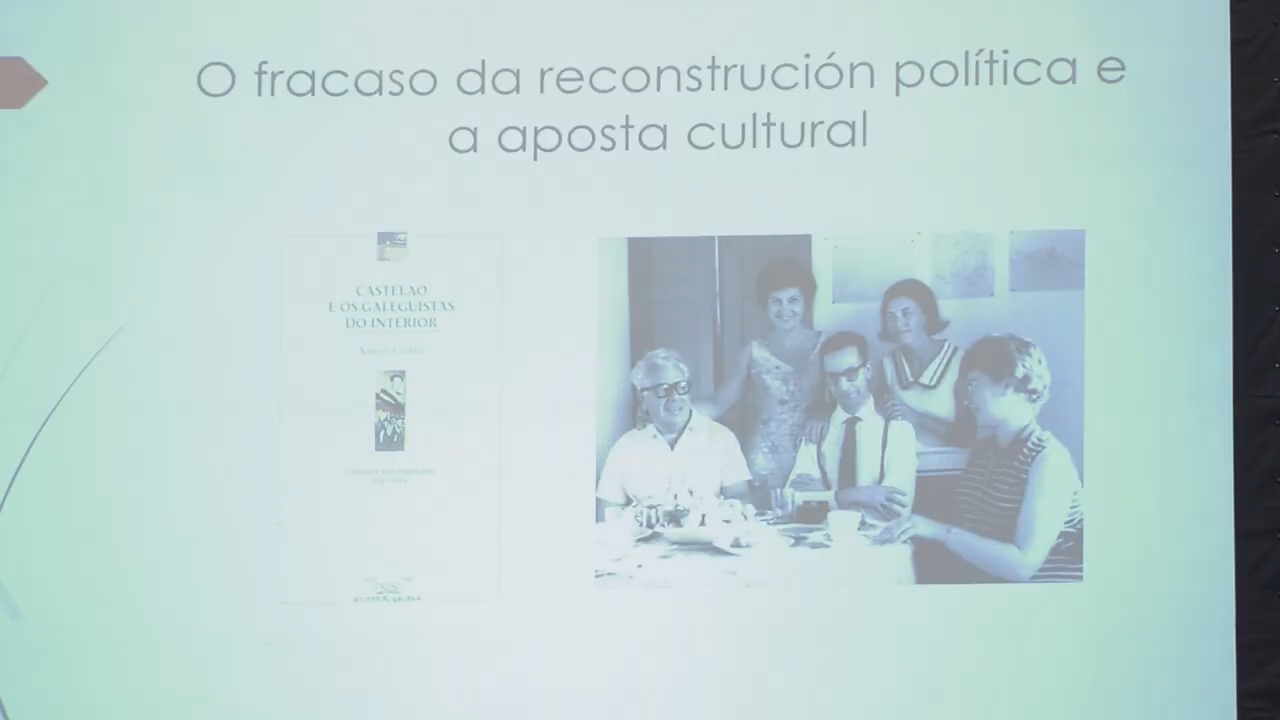 O fracaso da reconstrución política e
a aposta cultural
CASTELAO
E OS GALEGUISTAS
DO INTERIOR